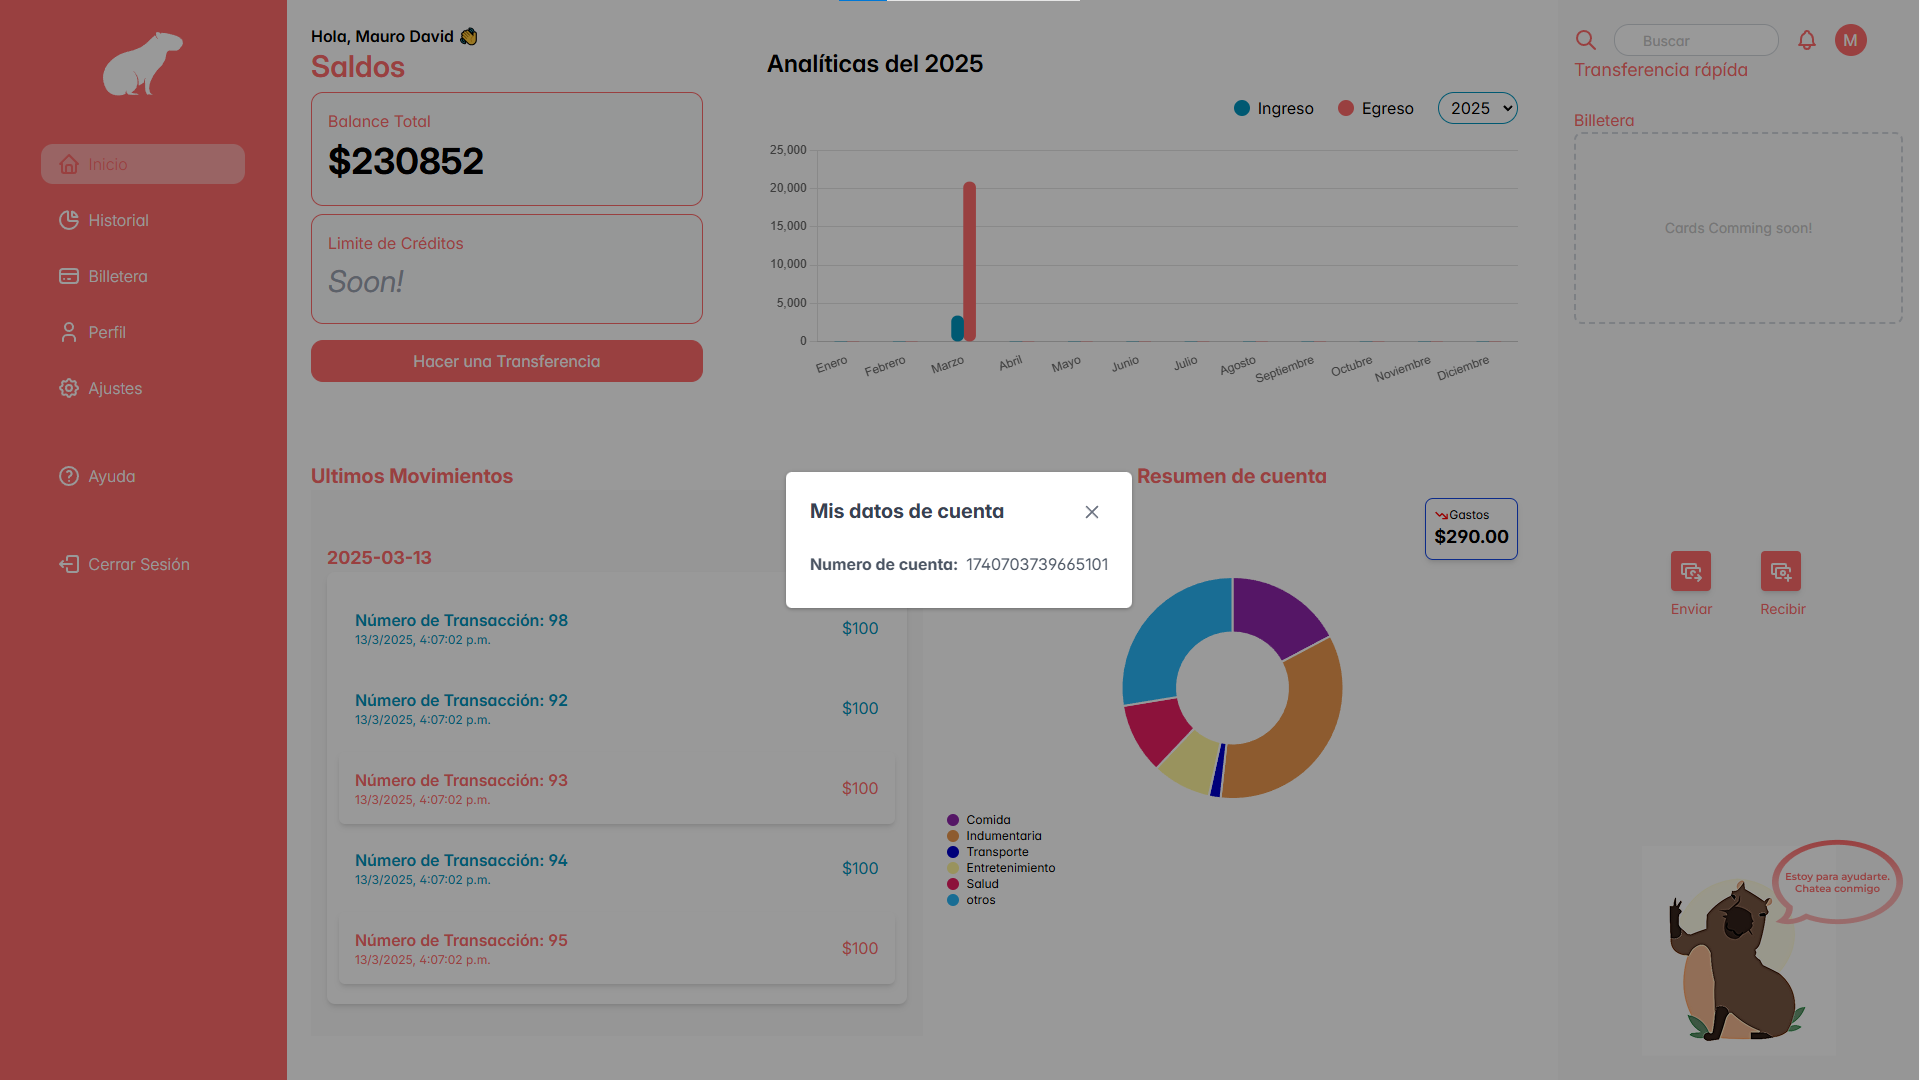 Inicio
Historial
Billetera
Perfil
Ajustes
Ayuda
Cerrar Sesión
Hola, Mauro David 👏
Saldos
Balance Total
$230852
Limite de Créditos
Soon!
Hacer una Transferencia
Analíticas del 2025
Ingreso
Egreso
2025
25,000
20,000
15,000
10,000
5,000
0
Enero
Febrero
Marzo
Abril
Mayo
Junio
Julio
Agosto
Septiembre
Octubre
Noviembre
Diciembre
Ultimos Movimientos
2025-03-13
Número de Transacción: 98
13/3/2025, 4:07:02 p.m.
$100
Número de Transacción: 92
13/3/2025, 4:07:02 p.m.
$100
Número de Transacción: 93
13/3/2025, 4:07:02 p.m.
$100
Número de Transacción: 94
13/3/2025, 4:07:02 p.m.
$100
Número de Transacción: 95
13/3/2025, 4:07:02 p.m.
$100
Mis datos de cuenta
Numero de cuenta: 1740703739665101
Resumen de cuenta
Gastos
$290.00
Comida
Indumentaria
Transporte
Entretenimiento
Salud
otros
Buscar
M
Transferencia rápída
Billetera
Cards Comming soon!
Enviar
Recibir
Estoy para ayudarte.
Chatea conmigo